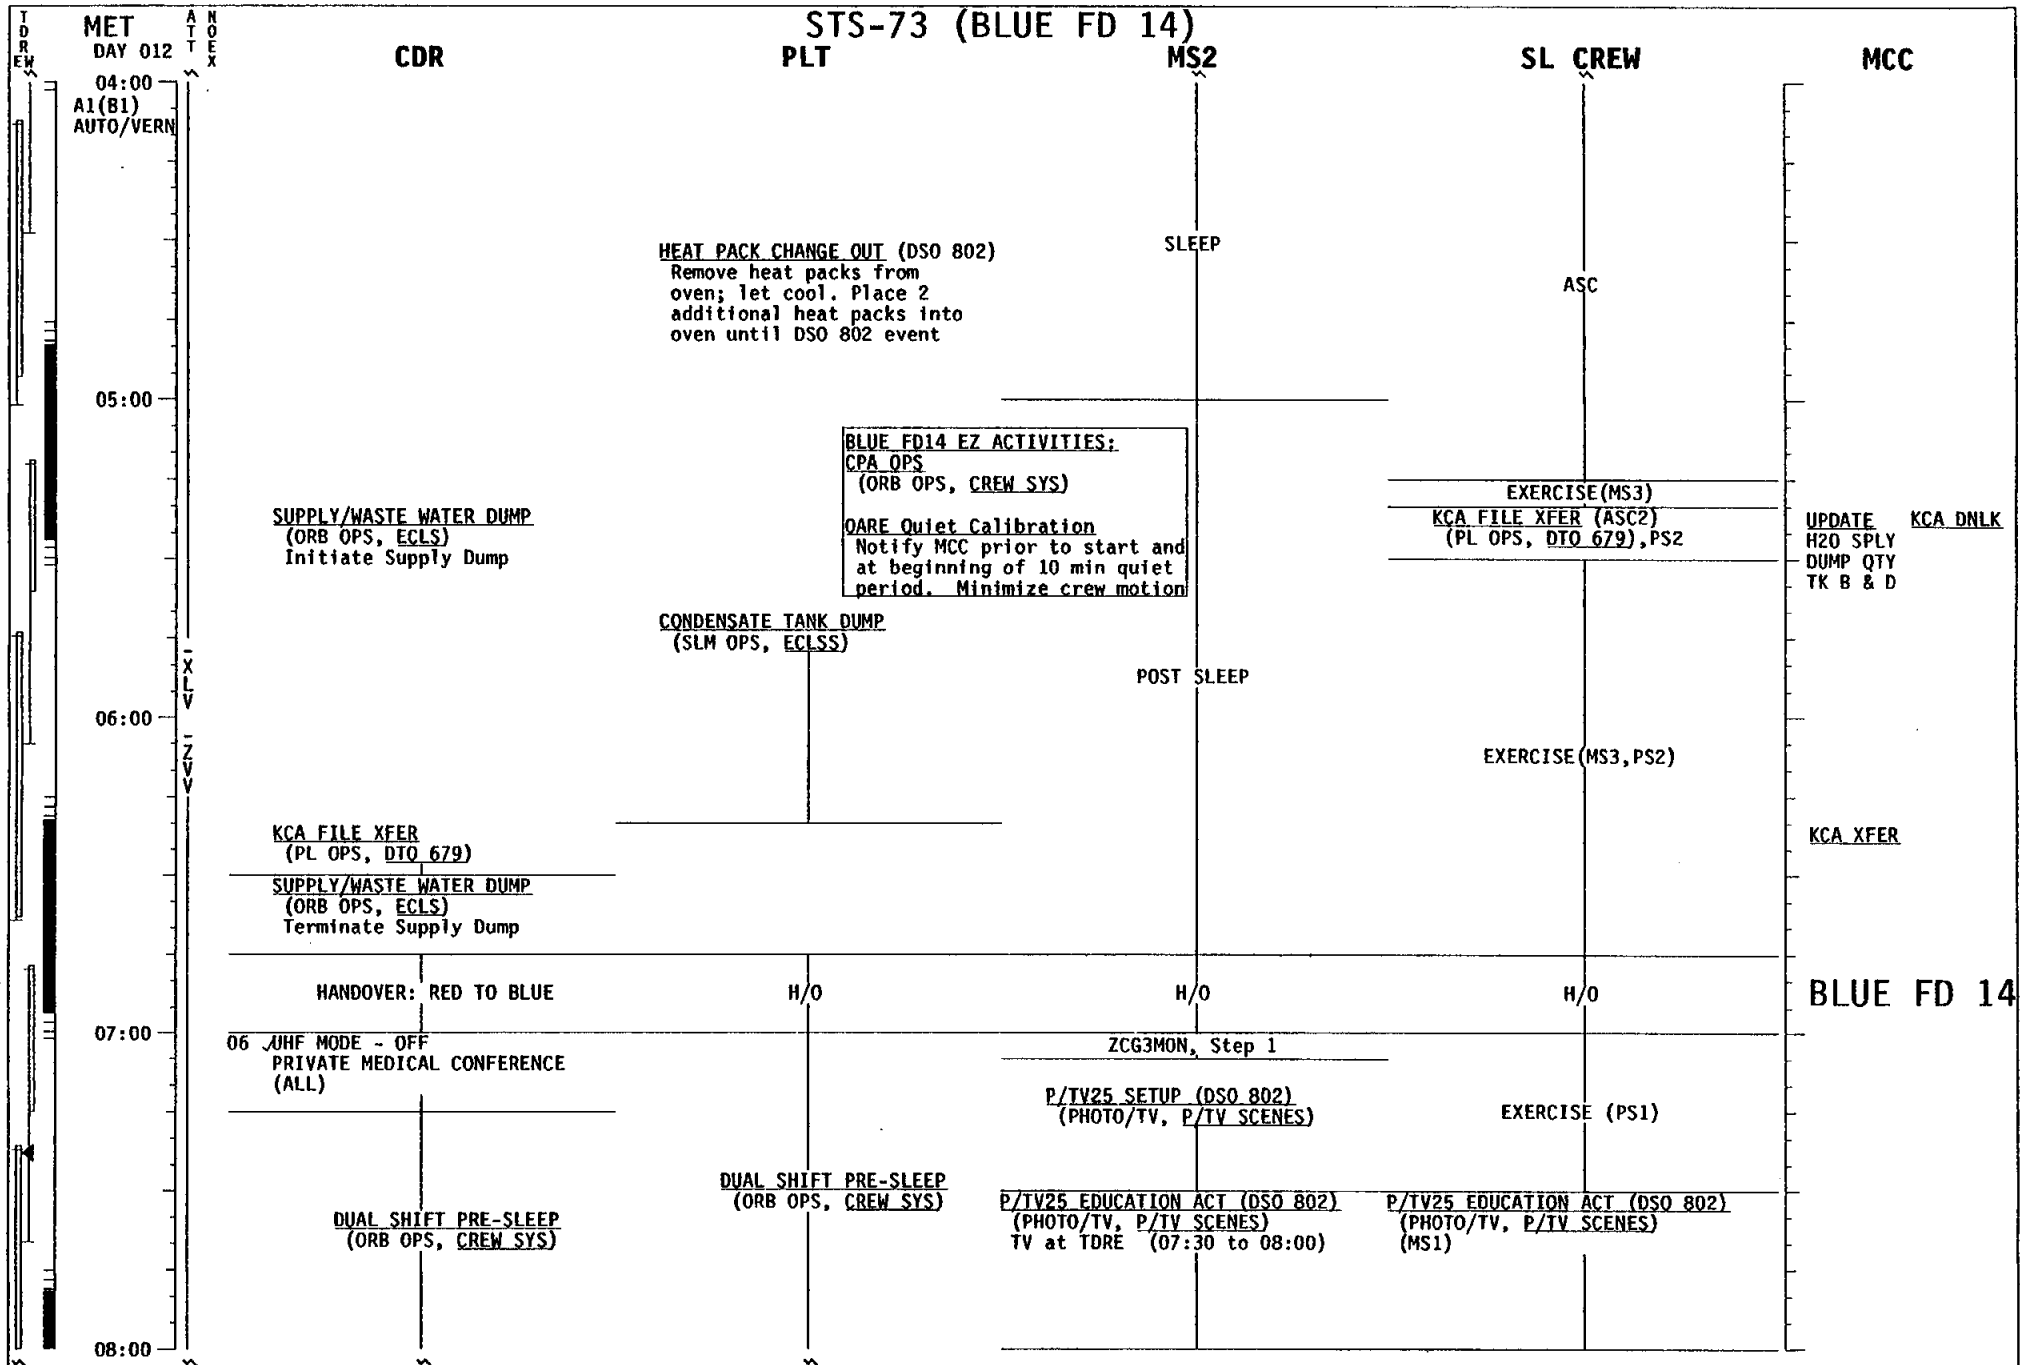 STS-73 (BLUE FD 14)
TDRE W
MET
DAY 012
ATT
NOEX
CDR
PLT
MS2
SL CREW
MCC
04:00
A1(B1)
AUTO/VERN
05:00
06:00
07:00
08:00
-XLV
-ZVV
SUPPLY/WASTE WATER DUMP
(ORB OPS, ECLS)
Initiate Supply Dump
KCA FILE XFER
(PL OPS, DTO 679)
SUPPLY/WASTE WATER DUMP
(ORB OPS, ECLS)
Terminate Supply Dump
HANDOVER: RED TO BLUE
06 ✓UHF MODE - OFF
PRIVATE MEDICAL CONFERENCE
(ALL)
DUAL SHIFT PRE-SLEEP
(ORB OPS, CREW SYS)
HEAT PACK CHANGE OUT (DSO 802)
Remove heat packs from
oven; let cool. Place 2
additional heat packs into
oven until DSO 802 event
BLUE FD14 EZ ACTIVITIES:
CPA OPS
(ORB OPS, CREW SYS)
OARE Quiet Calibration
Notify MCC prior to start and
at beginning of 10 min quiet
period. Minimize crew motion
CONDENSATE TANK DUMP
(SLM OPS, ECLSS)
H/O
DUAL SHIFT PRE-SLEEP
(ORB OPS, CREW SYS)
SLEEP
POST SLEEP
H/O
ZCG3MON, Step 1
P/TV25 SETUP (DSO 802)
(PHOTO/TV, P/TV SCENES)
P/TV25 EDUCATION ACT (DSO 802)
(PHOTO/TV, P/TV SCENES)
TV at TDRE (07:30 to 08:00)
ASC
EXERCISE(MS3)
KCA FILE XFER (ASC2)
(PL OPS, DTO 679),PS2
EXERCISE(MS3,PS2)
H/O
EXERCISE (PS1)
P/TV25 EDUCATION ACT (DSO 802)
(PHOTO/TV, P/TV SCENES)
(MS1)
UPDATE KCA DNLK
H2O SPLY
DUMP QTY
TK B & D
KCA XFER
BLUE FD 14